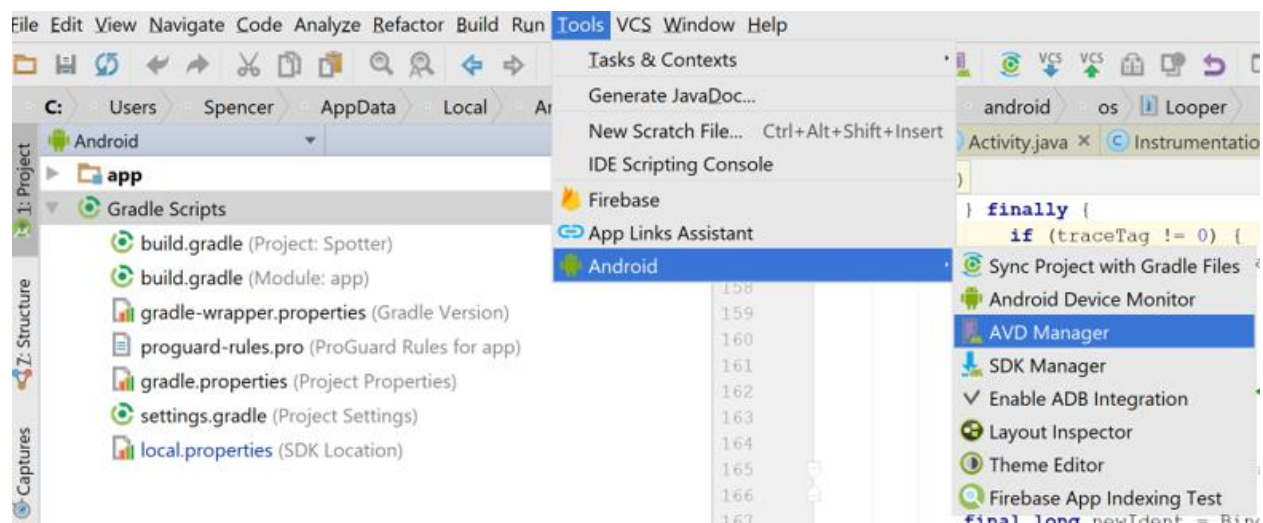 File Edit View Navigate Code Analyze Refactor Build Run Tools VCS Window Help
VCS VCS
C: Users Spencer AppData Local
android os Looper
Android
Activity.java
1: Project
app
Gradle Scripts
build.gradle (Project: Spotter)
build.gradle (Module: app)
gradle-wrapper.properties (Gradle Version)
proguard-rules.pro (ProGuard Rules for app)
gradle.properties (Project Properties)
settings.gradle (Project Settings)
local.properties (SDK Location)
Z: Structure
Captures
Tasks & Contexts
Generate JavaDoc...
New Scratch File... Ctrl+Alt+Shift+Insert
IDE Scripting Console
Firebase
App Links Assistant
Android
)
} finally {
if (traceTag != 0) {
158
159
160
161
162
163
164
165
166
167
Sync Project with Gradle Files
Android Device Monitor
AVD Manager
SDK Manager
Enable ADB Integration
Layout Inspector
Theme Editor
Firebase App Indexing Test
final long newIdent =